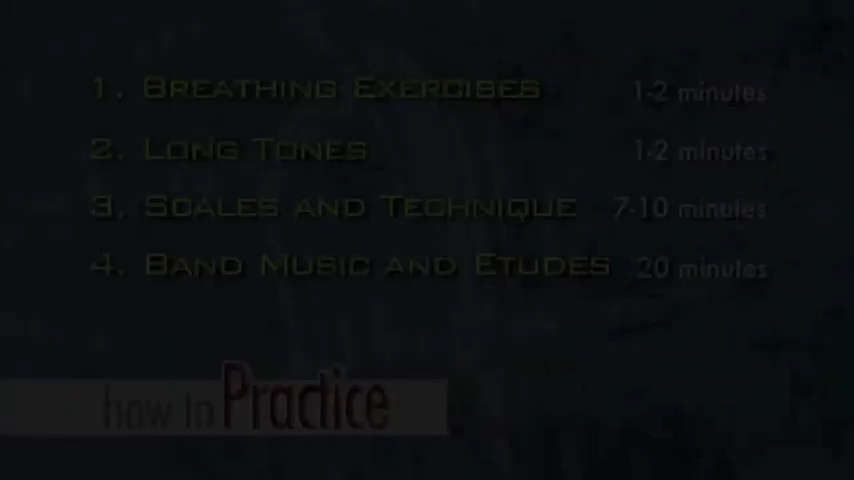 1. BREATHING EXERCISES 1-2 minutes
2. LONG TONES 1-2 minutes
3. SCALES AND TECHNIQUE 7-10 minutes
4. BAND MUSIC AND ETUDES 20 minutes
how to Practice